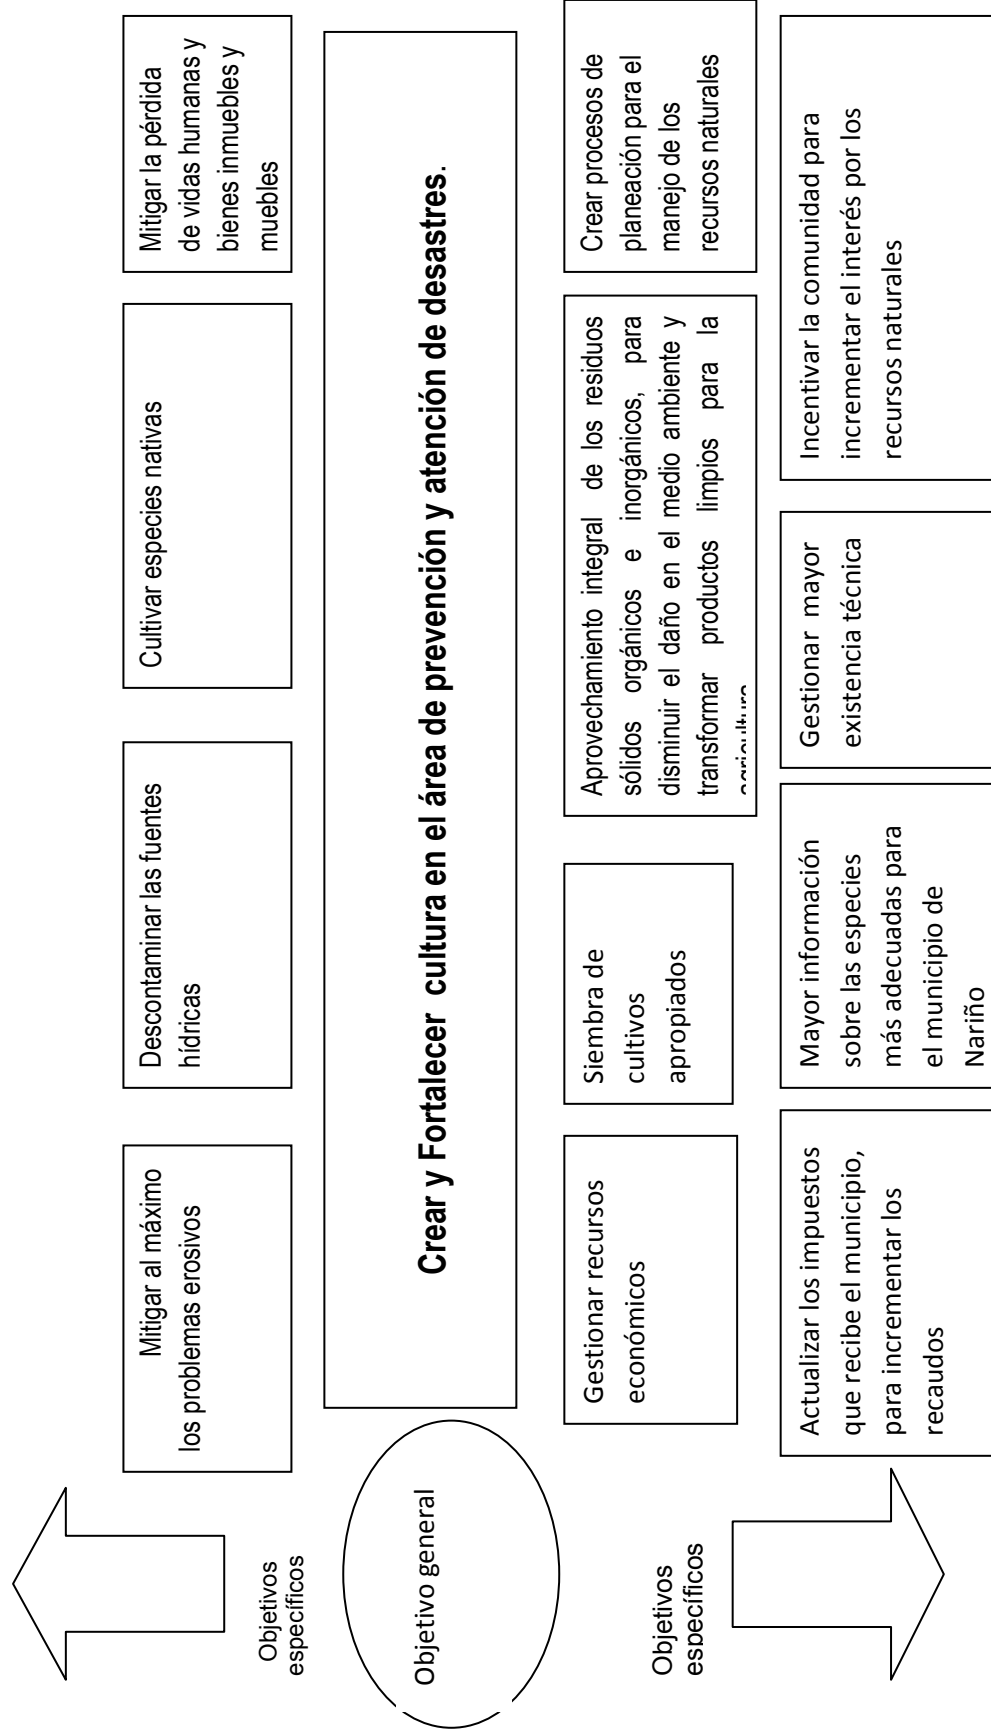 Mitigar al máximo
los problemas erosivos
Descontaminar las fuentes
hídricas
Cultivar especies nativas
Mitigar la pérdida
de vidas humanas y
bienes inmuebles y
muebles
Objetivos
específicos
Objetivo general
Crear y Fortalecer cultura en el área de prevención y atención de desastres.
Objetivos
específicos
Gestionar recursos
económicos
Siembra de
cultivos
apropiados
Aprovechamiento integral de los residuos
sólidos orgánicos e inorgánicos, para
disminuir el daño en el medio ambiente y
transformar productos limpios para la
agricultura
Crear procesos de
planeación para el
manejo de los
recursos naturales
Actualizar los impuestos
que recibe el municipio,
para incrementar los
recaudos
Mayor información
sobre las especies
más adecuadas para
el municipio de
Nariño
Gestionar mayor
existencia técnica
Incentivar la comunidad para
incrementar el interés por los
recursos naturales